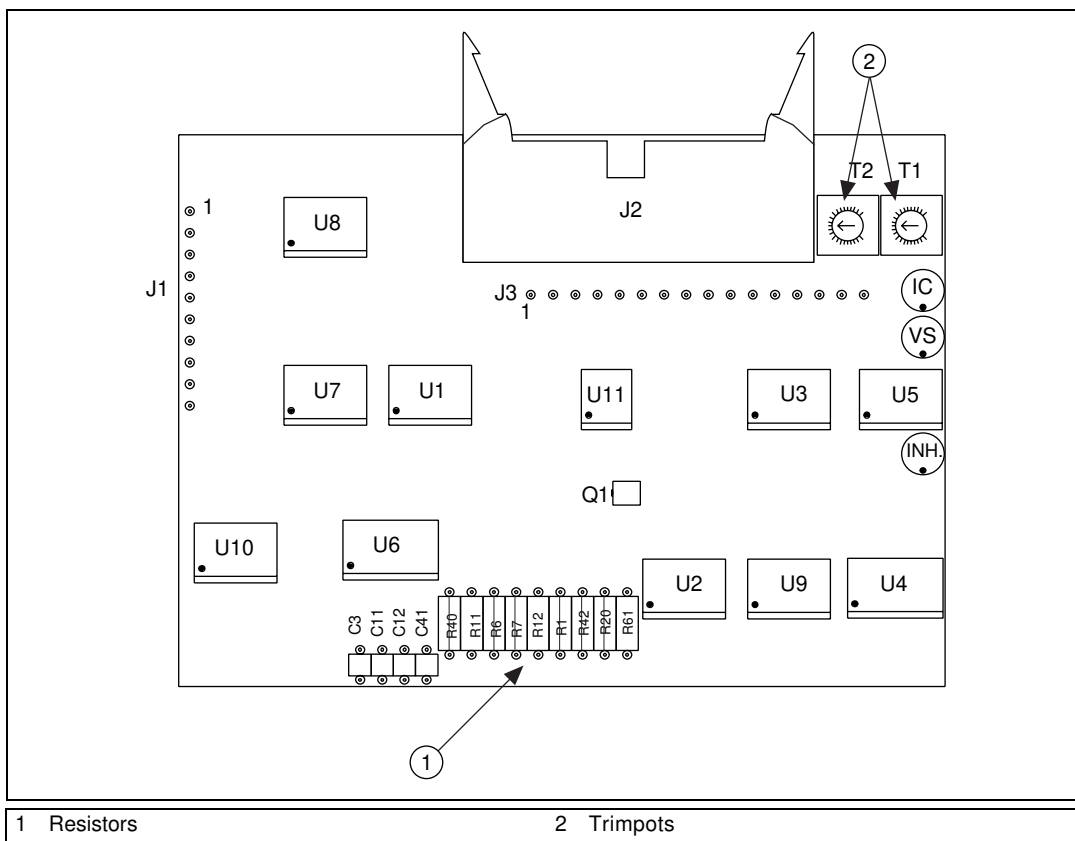 2
T2 T1
J2
1
U8
J1
J3
1
IC
VS
U7 U1 U11 U3 U5
INH.
Q1
U10 U6
U2 U9 U4
C3 C11 C12 C41
R40 R11 R6 R7 R12 R1 R42 R20 R61
1
1 Resistors 2 Trimpots